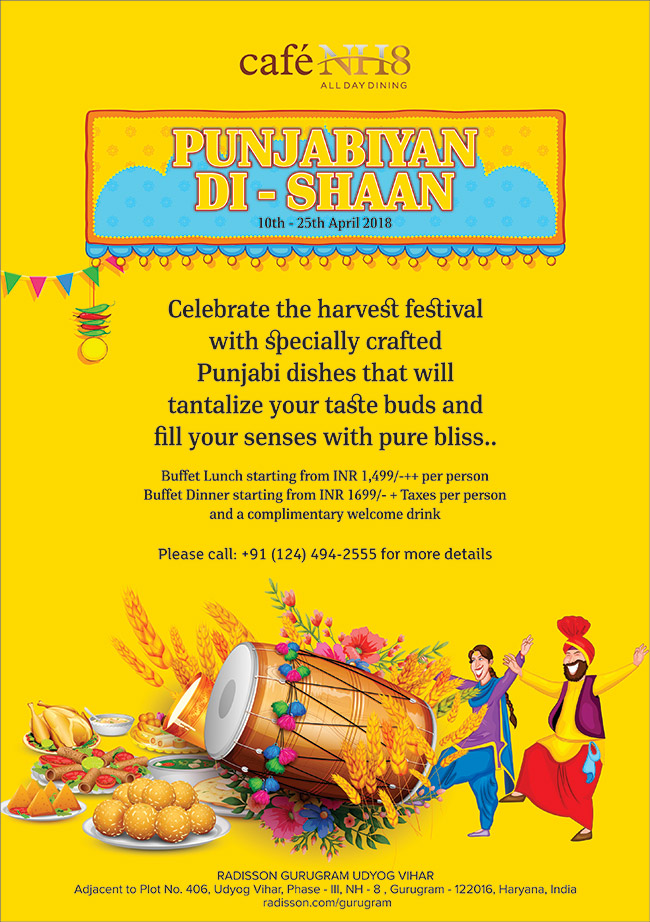 café NH8
ALL DAY DINING
PUNJABIYAN
DI - SHAAN
10th - 25th April 2018
Celebrate the harvest festival
with specially crafted
Punjabi dishes that will
tantalize your taste buds and
fill your senses with pure bliss..
Buffet Lunch starting from INR 1,499/-++ per person
Buffet Dinner starting from INR 1699/- + Taxes per person
and a complimentary welcome drink
Please call: +91 (124) 494-2555 for more details
RADISSON GURUGRAM UDYOG VIHAR
Adjacent to Plot No. 406, Udyog Vihar, Phase - III, NH - 8 , Gurugram - 122016, Haryana, India
radisson.com/gurugram